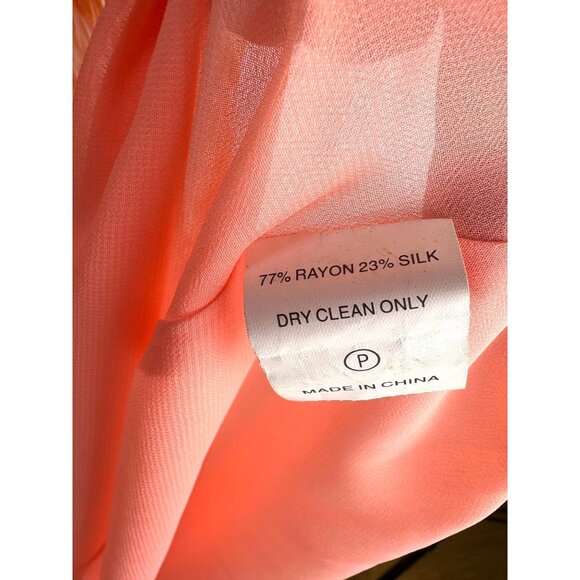 77% RAYON 23% SILK
DRY CLEAN ONLY
P
MADE IN CHINA